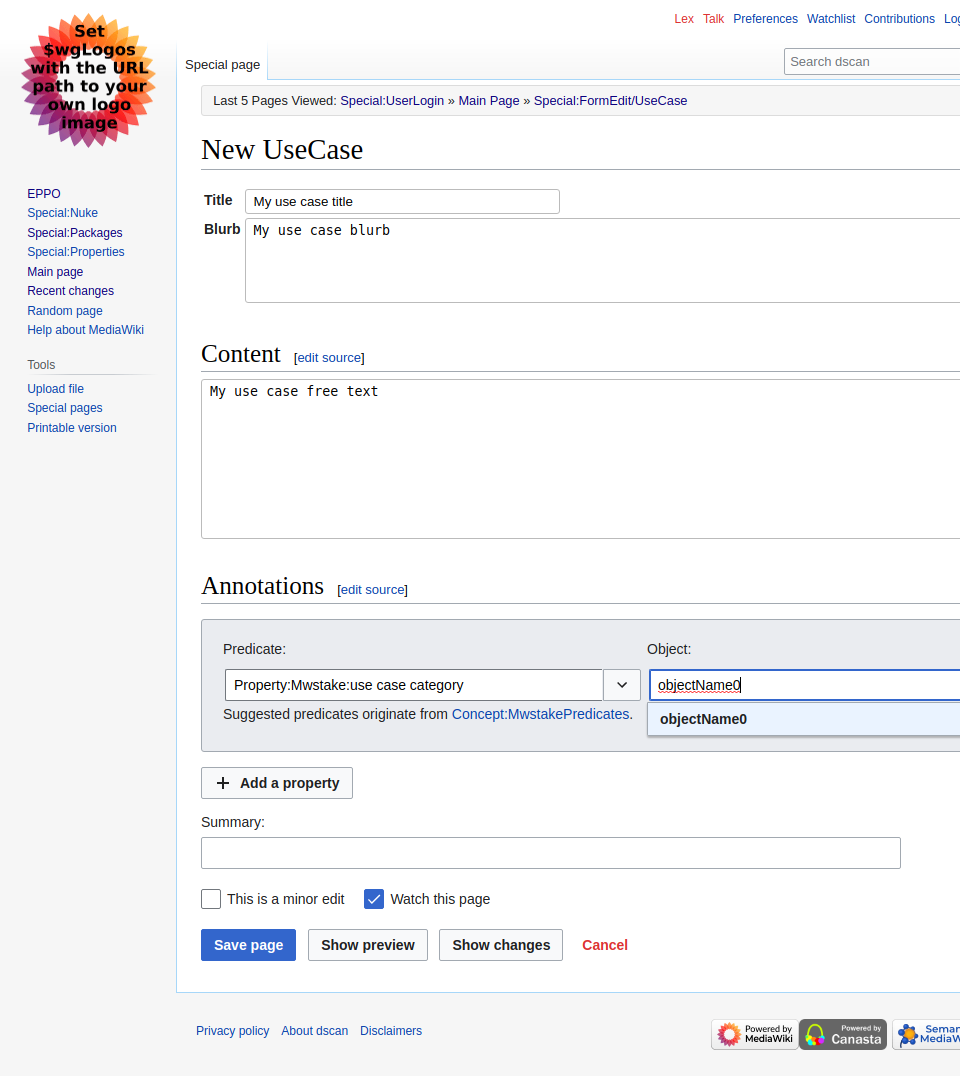 Set
$wgLogos
with the URL
path to your
own logo
image
Lex Talk Preferences Watchlist Contributions
Special page
Search dscan
Last 5 Pages Viewed: Special:UserLogin » Main Page » Special:FormEdit/UseCase
New UseCase
Title My use case title
Blurb My use case blurb
EPPO
Special:Nuke
Special:Packages
Special:Properties
Main page
Recent changes
Random page
Help about MediaWiki
Tools
Upload file
Special pages
Printable version
Content [edit source]
My use case free text
Annotations [edit source]
Predicate: Object:
Property:Mwstake:use case category objectName0
Suggested predicates originate from Concept:MwstakePredicates.
objectName0
Add a property
Summary:
This is a minor edit Watch this page
Save page Show preview Show changes Cancel
Privacy policy About dscan Disclaimers
Powered by
MediaWiki
Powered by
Canasta